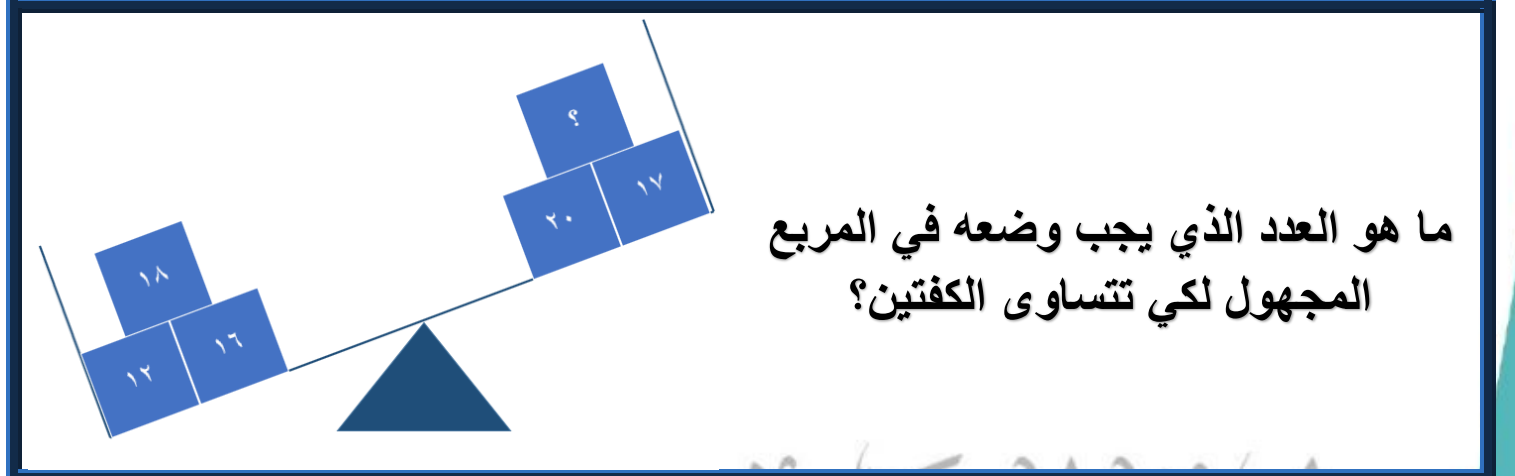 ما هو العدد الذي يجب وضعه في المربع
المجهول لكي تتساوى الكفتين؟
؟
٢٠ ١٧
١٨
١٢ ١٦